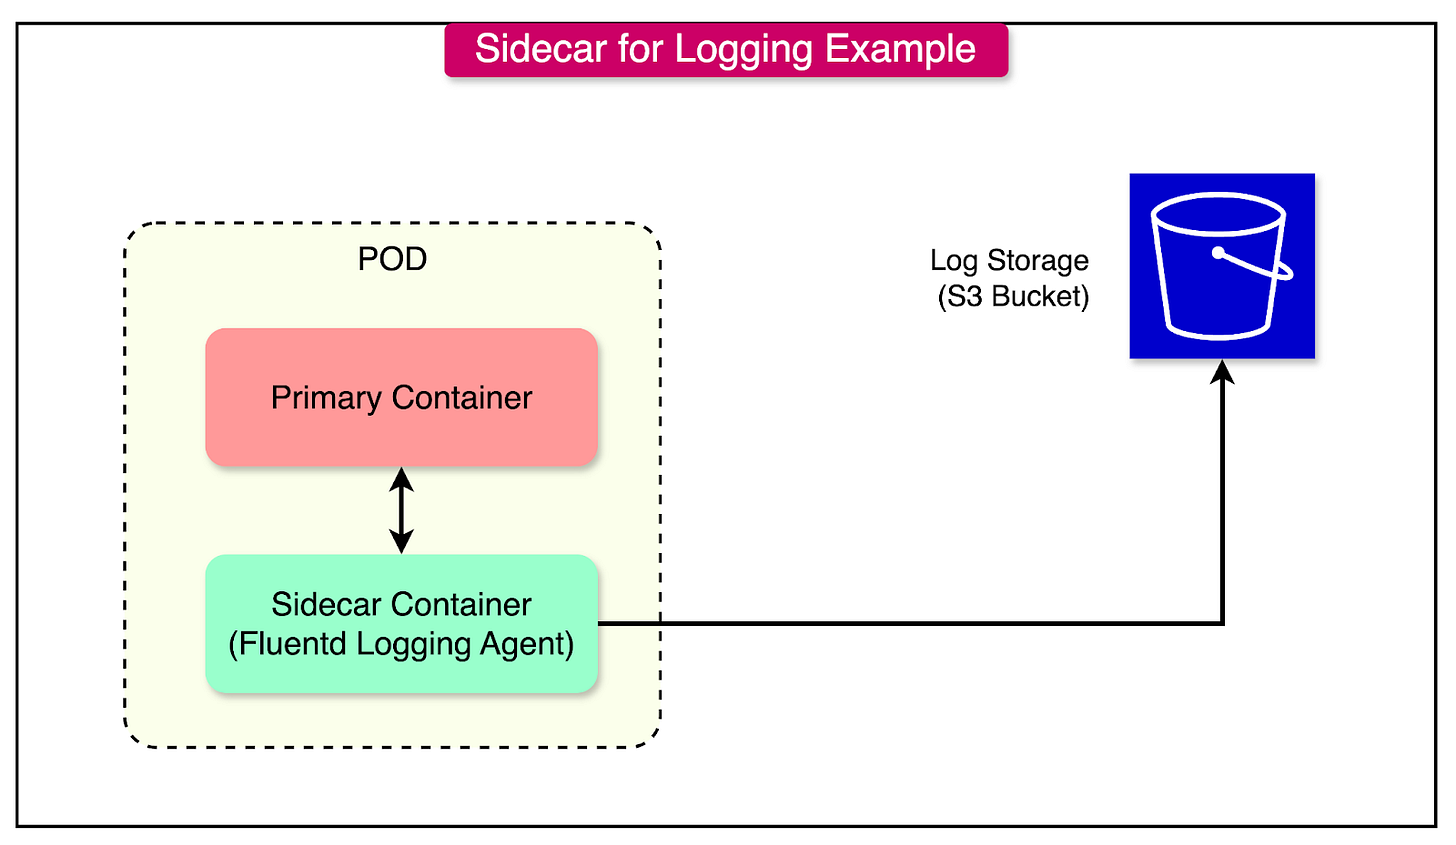 Sidecar for Logging Example
POD
Primary Container
Sidecar Container
(Fluentd Logging Agent)
Log Storage
(S3 Bucket)